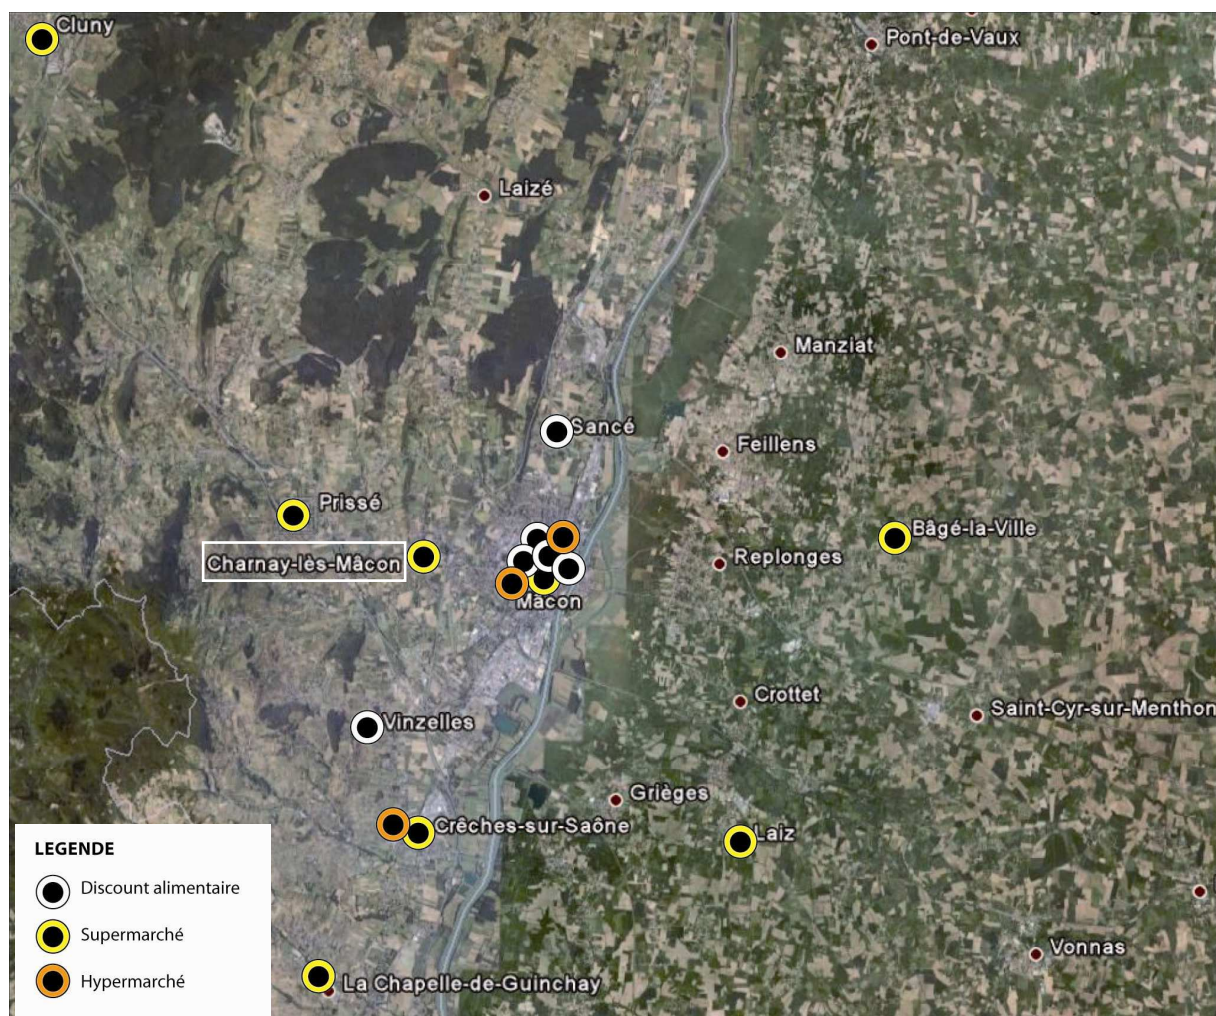 Cluny
Pont-de-Vaux
Laizé
Manziat
Sancé
Feillens
Prissé
Bâgé-la-Ville
Charnay-lès-Mâcon
Replonges
Mâcon
Crottet
Saint-Cyr-sur-Menthon
Vinzelles
Grièges
Crêches-sur-Saône
Laiz
LEGENDE
Discount alimentaire
Supermarché
Hypermarché
Vonnas
La Chapelle-de-Guinchay